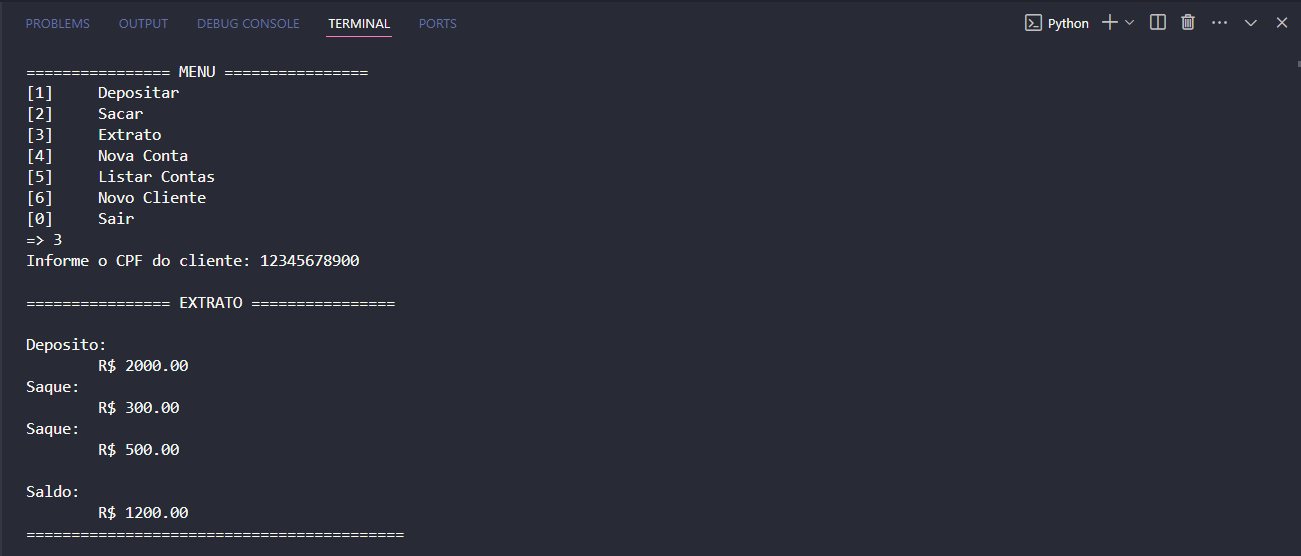 PROBLEMS OUTPUT DEBUG CONSOLE TERMINAL PORTS Python
================ MENU ================
[1] Depositar
[2] Sacar
[3] Extrato
[4] Nova Conta
[5] Listar Contas
[6] Novo Cliente
[0] Sair
=> 3
Informe o CPF do cliente: 12345678900
================ EXTRATO ================
Deposito:
R$ 2000.00
Saque:
R$ 300.00
Saque:
R$ 500.00
Saldo:
R$ 1200.00
==========================================